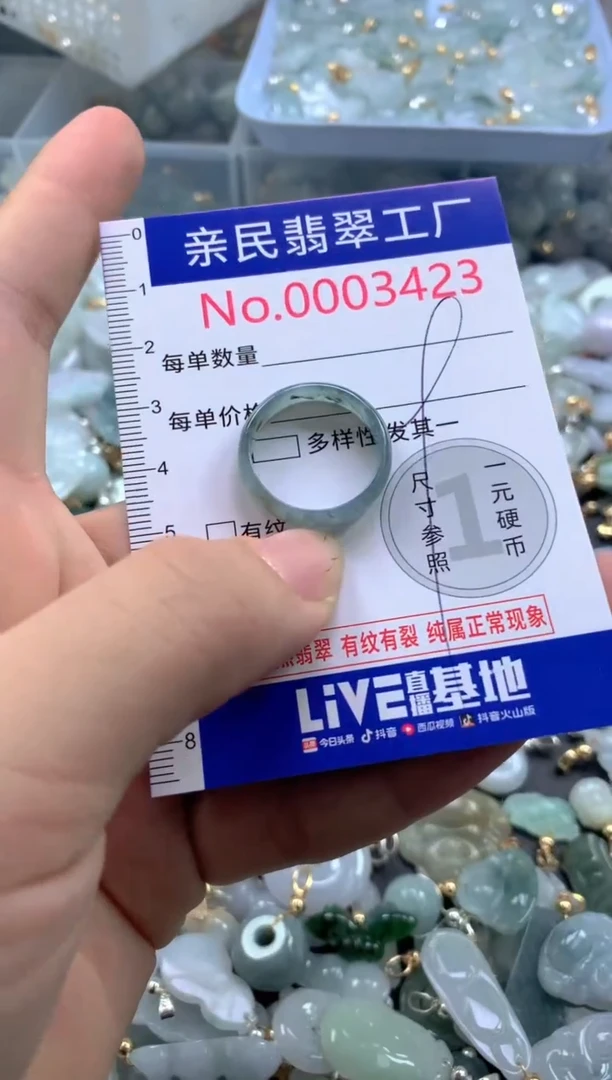 亲民翡翠工厂
No.0003423
0
1
2
3
4
5
8
每单数量
每单价格
多样性 发其一
有纹
1
一元硬币
尺寸参照
翡翠 有纹有裂 纯属正常现象
LiVE直播基地
头条 今日头条 抖音 西瓜视频 抖音火山版